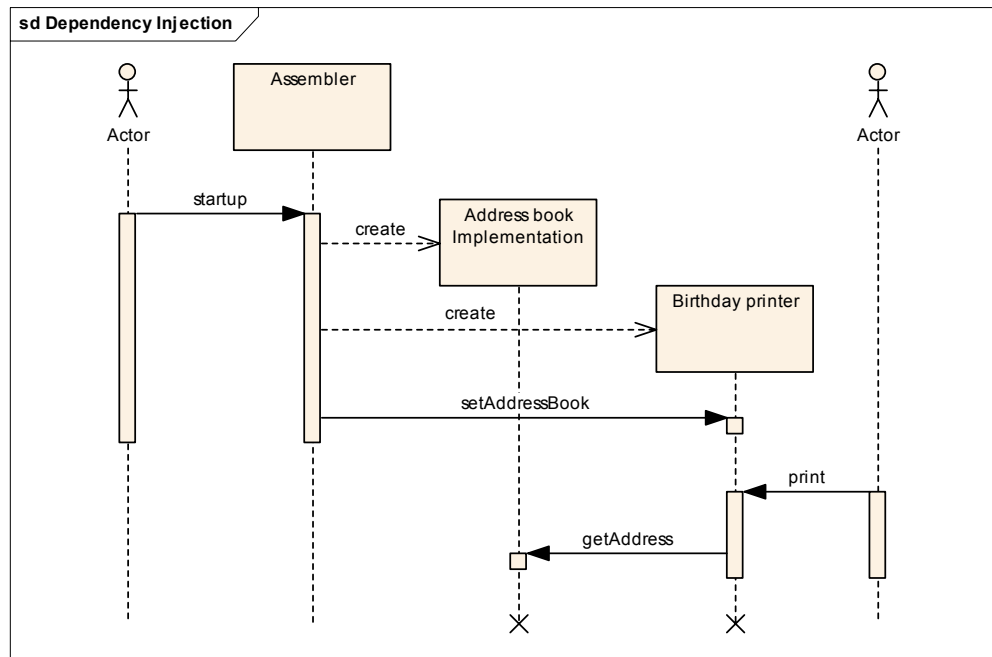 sd Dependency Injection
Assembler
Actor
Actor
startup
Address book
Implementation
create
Birthday printer
create
setAddressBook
print
getAddress